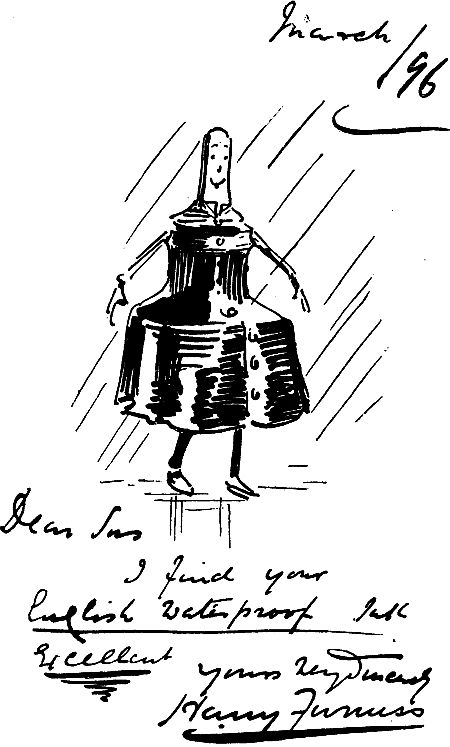 March
/96
Dear Sirs
I find your
English Waterproof Ink
Excellent
yours very sincerely
Harry Furniss